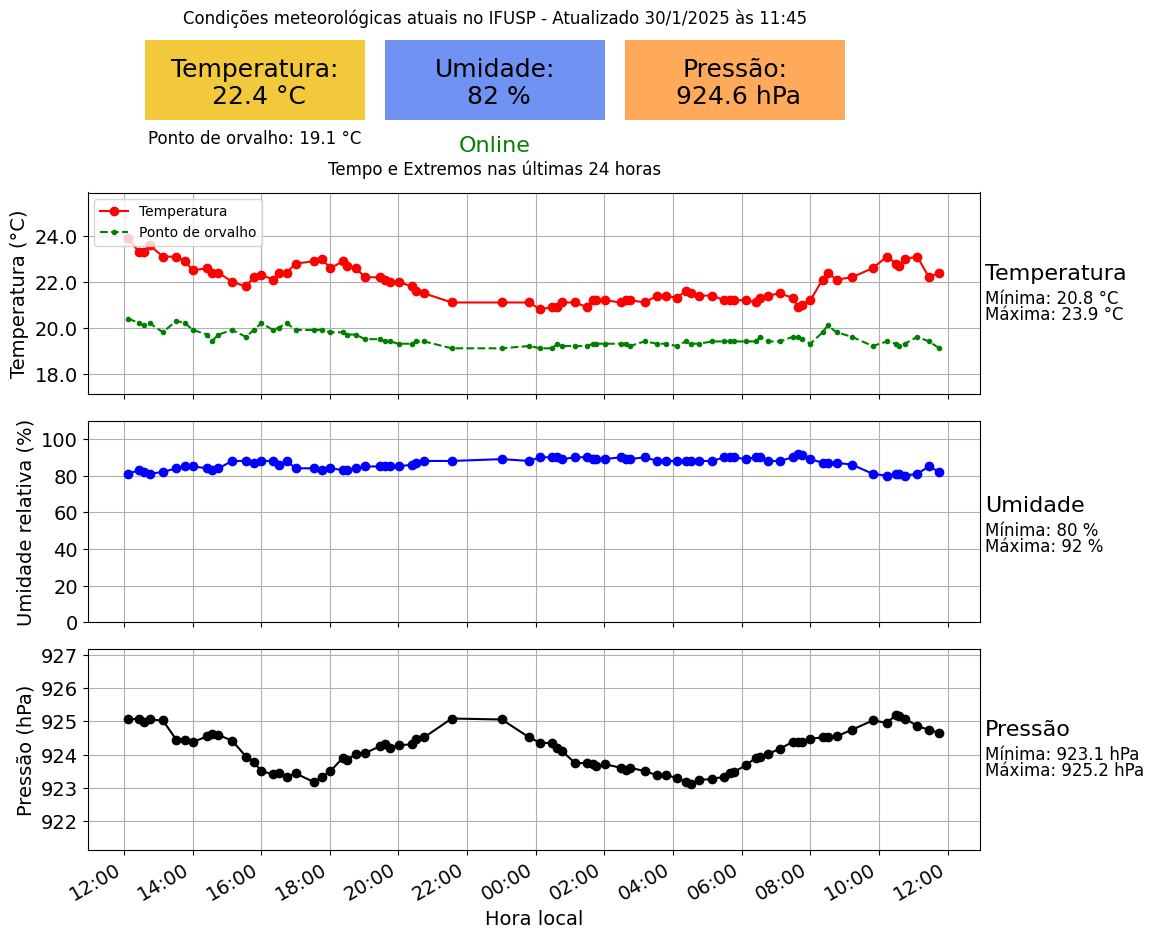 Condições meteorológicas atuais no IFUSP - Atualizado 30/1/2025 às 11:45
Temperatura:
22.4 °C
Umidade:
82 %
Pressão:
924.6 hPa
Ponto de orvalho: 19.1 °C
Online
Tempo e Extremos nas últimas 24 horas
Temperatura (°C)
24.0
22.0
20.0
18.0
Temperatura
Ponto de orvalho
Temperatura
Mínima: 20.8 °C
Máxima: 23.9 °C
Umidade relativa (%)
100
80
60
40
20
0
Umidade
Mínima: 80 %
Máxima: 92 %
Pressão (hPa)
927
926
925
924
923
922
Pressão
Mínima: 923.1 hPa
Máxima: 925.2 hPa
12:00 14:00 16:00 18:00 20:00 22:00 00:00 02:00 04:00 06:00 08:00 10:00 12:00
Hora local